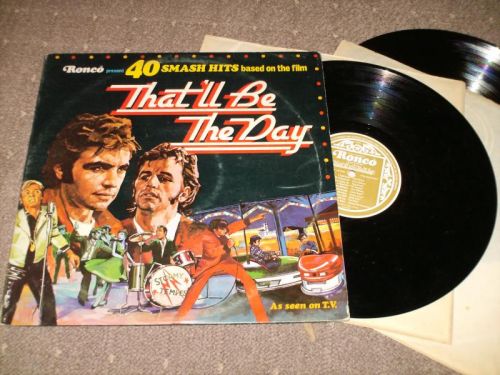 Ronco present 40 SMASH HITS based on the film
That'll Be
The Day
STORMY
TEMPEST
As seen on T.V.
Ronco